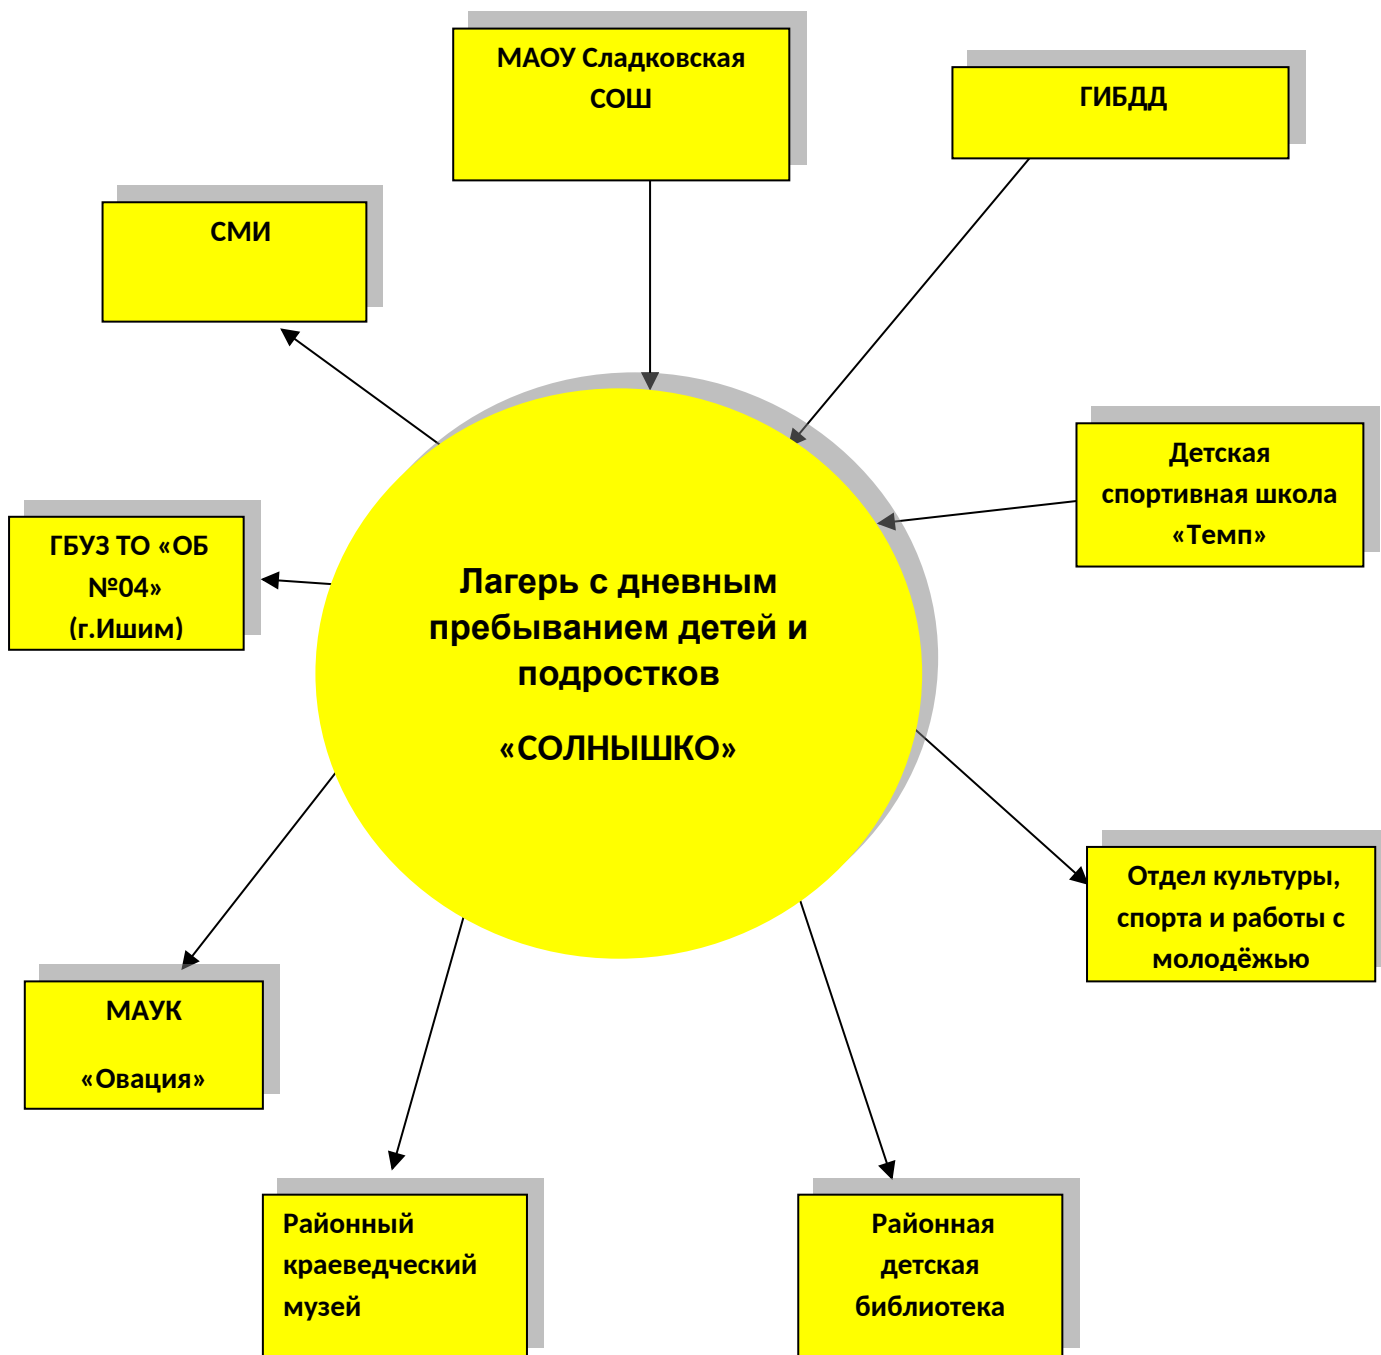 МАОУ Сладковская
СОШ
ГИБДД
СМИ
Детская
спортивная школа
«Темп»
ГБУЗ ТО «ОБ
№04»
(г.Ишим)
Лагерь с дневным
пребыванием детей и
подростков
«СОЛНЫШКО»
Отдел культуры,
спорта и работы с
молодёжью
МАУК
«Овация»
Районный
краеведческий
музей
Районная
детская
библиотека